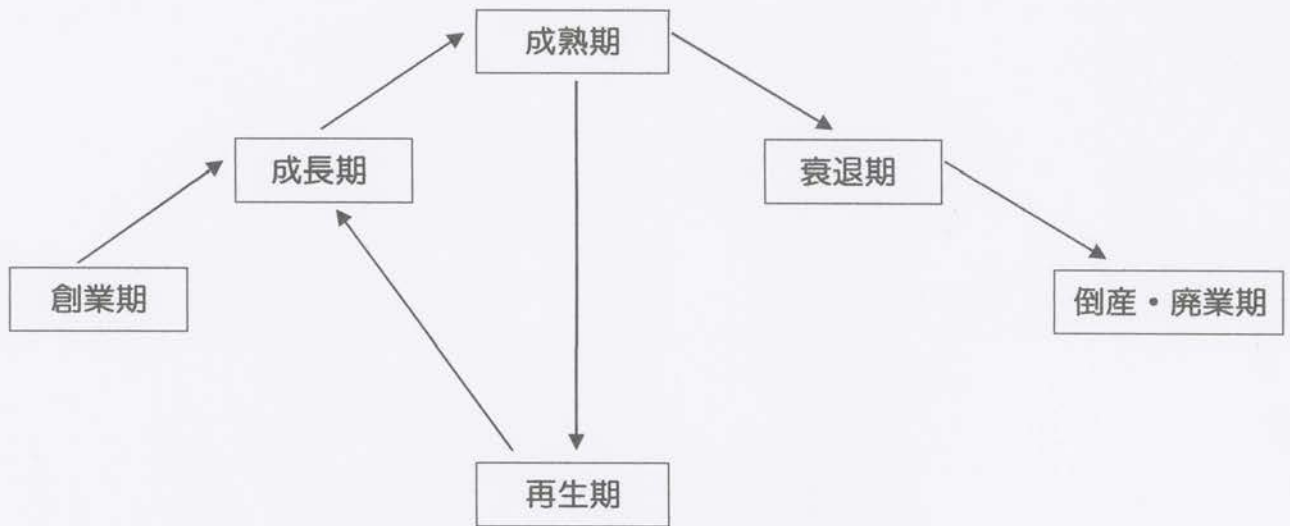 成熟期
成長期
衰退期
創業期
倒産・廃業期
再生期